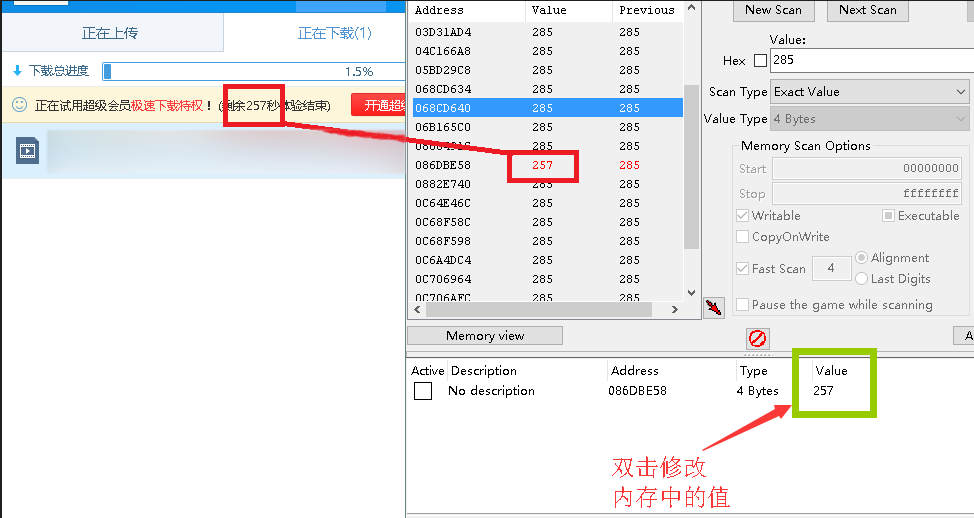 正在上传
正在下载(1)
下载总进度
1.5%
正在试用超级会员极速下载特权！ (剩余257秒体验结束)
开通超级
Address Value Previous
03D31AD4 285 285
04C166A8 285 285
05BD29C8 285 285
068CD634 285 285
068CD640 285 285
06B165C0 285 285
285 285
086DBE58 257 285
0882E740 285 285
0C64E46C 285 285
0C68F58C 285 285
0C68F598 285 285
0C6A4DC4 285 285
0C706964 285 285
0C706AFC 285 285
Memory view
New Scan
Next Scan
Value:
Hex 285
Scan Type Exact Value
Value Type 4 Bytes
Memory Scan Options
Start 00000000
Stop ffffffff
Writable Executable
CopyOnWrite
Fast Scan 4 Alignment
Last Digits
Pause the game while scanning
A
Active Description Address Type Value
No description 086DBE58 4 Bytes 257
双击修改
内存中的值